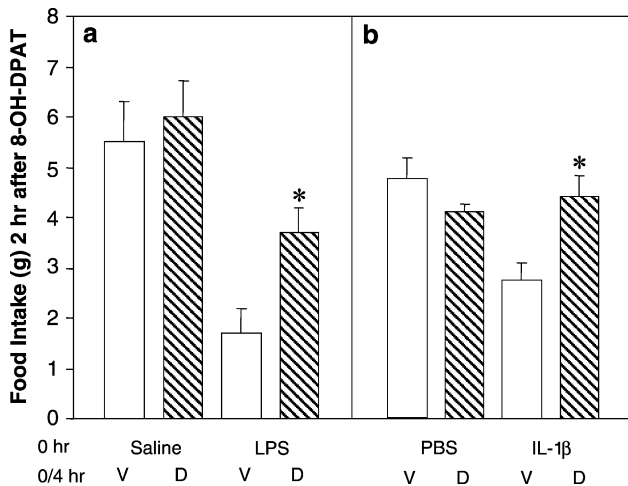 Food Intake (g) 2 hr after 8-OH-DPAT
8
7
6
5
4
3
2
1
0
a
b
*
*
0 hr Saline LPS PBS IL-1β
0/4 hr V D V D V D V D